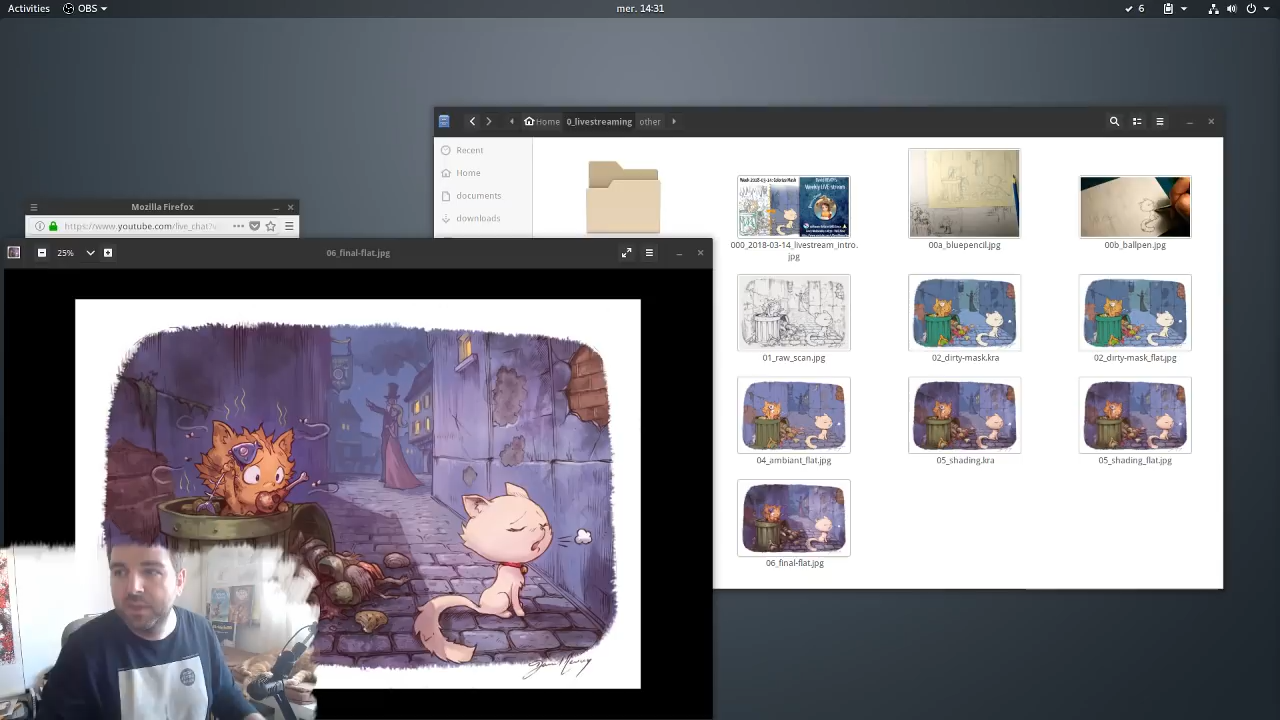 Activities OBS mer. 14:31 6
Home 0_livestreaming other
Recent
Home
documents
downloads
000_2018-03-14_livestream_intro.
jpg
00a_bluepencil.jpg
00b_ballpen.jpg
Mozilla Firefox
https://www.youtube.com/live_chat?v
25% 06_final-flat.jpg
01_raw_scan.jpg
02_dirty-mask.kra
02_dirty-mask_flat.jpg
04_ambiant_flat.jpg
05_shading.kra
05_shading_flat.jpg
06_final-flat.jpg